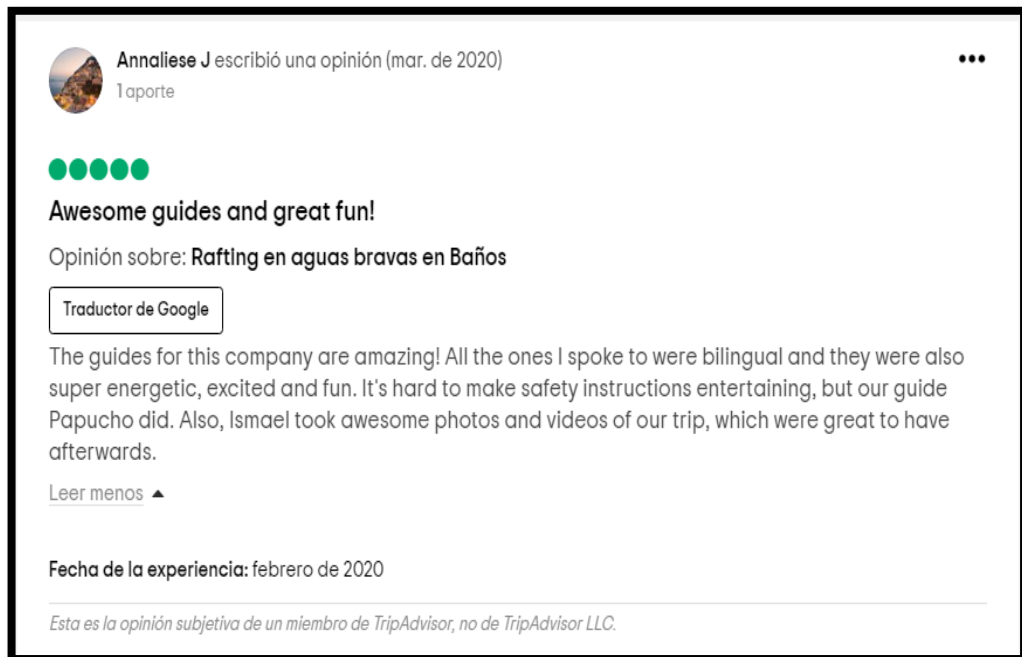 Annaliese J escribió una opinión (mar. de 2020)
1 aporte
Awesome guides and great fun!
Opinión sobre: Rafting en aguas bravas en Baños
Traductor de Google
The guides for this company are amazing! All the ones I spoke to were bilingual and they were also
super energetic, excited and fun. It's hard to make safety instructions entertaining, but our guide
Papucho did. Also, Ismael took awesome photos and videos of our trip, which were great to have
afterwards.
Leer menos
Fecha de la experiencia: febrero de 2020
Esta es la opinión subjetiva de un miembro de TripAdvisor, no de TripAdvisor LLC.